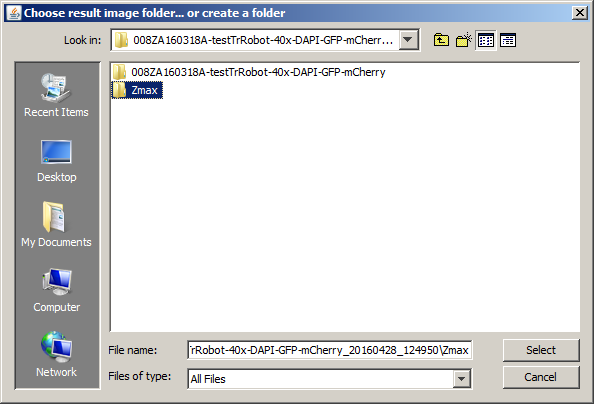 Choose result image folder... or create a folder
Look in:
008ZA160318A-testTrRobot-40x-DAPI-GFP-mCherr...
Recent Items
Desktop
My Documents
Computer
Network
008ZA160318A-testTrRobot-40x-DAPI-GFP-mCherry
Zmax
File name:
rRobot-40x-DAPI-GFP-mCherry_20160428_124950\Zmax
Select
Files of type:
All Files
Cancel